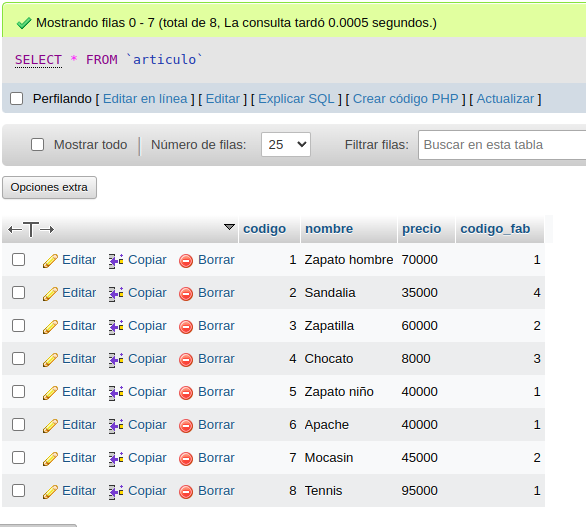 Mostrando filas 0 - 7 (total de 8, La consulta tardó 0.0005 segundos.)
SELECT * FROM `articulo`
Perfilando [ Editar en línea ] [ Editar ] [ Explicar SQL ] [ Crear código PHP ] [ Actualizar ]
Mostrar todo | Número de filas: 25 Filtrar filas: Buscar en esta tabla
Opciones extra
←T→ codigo nombre precio codigo_fab
Editar Copiar Borrar 1 Zapato hombre 70000 1
Editar Copiar Borrar 2 Sandalia 35000 4
Editar Copiar Borrar 3 Zapatilla 60000 2
Editar Copiar Borrar 4 Chocato 8000 3
Editar Copiar Borrar 5 Zapato niño 40000 1
Editar Copiar Borrar 6 Apache 40000 1
Editar Copiar Borrar 7 Mocasin 45000 2
Editar Copiar Borrar 8 Tennis 95000 1